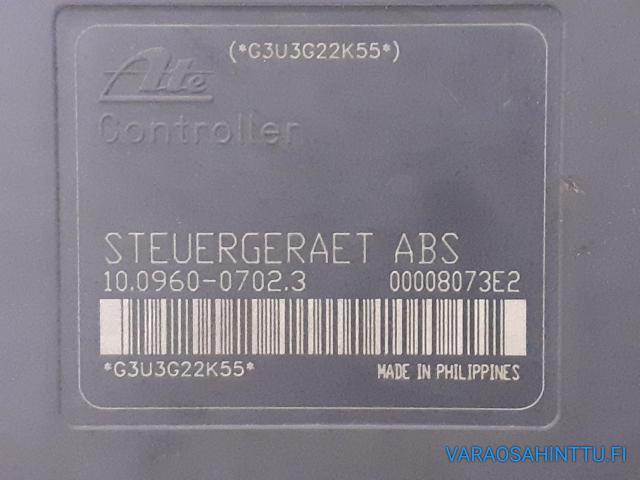 (*G3U3G22K55*)
Ate
Controller
STEUERGERAET ABS
10.0960-0702.3 00008073E2
*G3U3G22K55*
MADE IN PHILIPPINES
VARAOSAHINTTU.FI